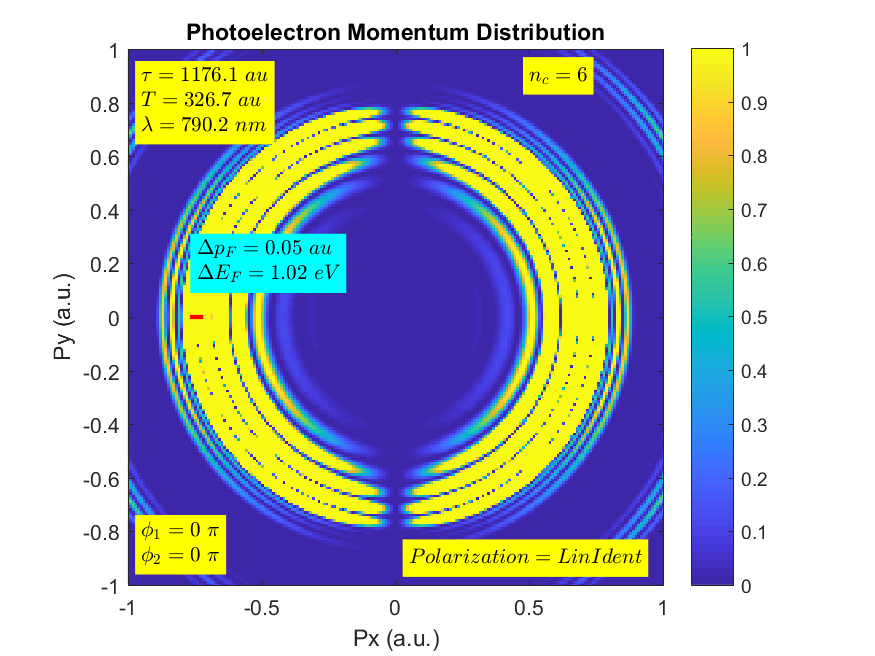 Photoelectron Momentum Distribution
τ = 1176.1 au
T = 326.7 au
λ = 790.2 nm
n_c = 6
Δp_F = 0.05 au
ΔE_F = 1.02 eV
ϕ_1 = 0 π
ϕ_2 = 0 π
Polarization = LinIdent
Py (a.u.)
1
0.8
0.6
0.4
0.2
0
-0.2
-0.4
-0.6
-0.8
-1
-1
-0.5
0
0.5
1
Px (a.u.)
1
0.9
0.8
0.7
0.6
0.5
0.4
0.3
0.2
0.1
0